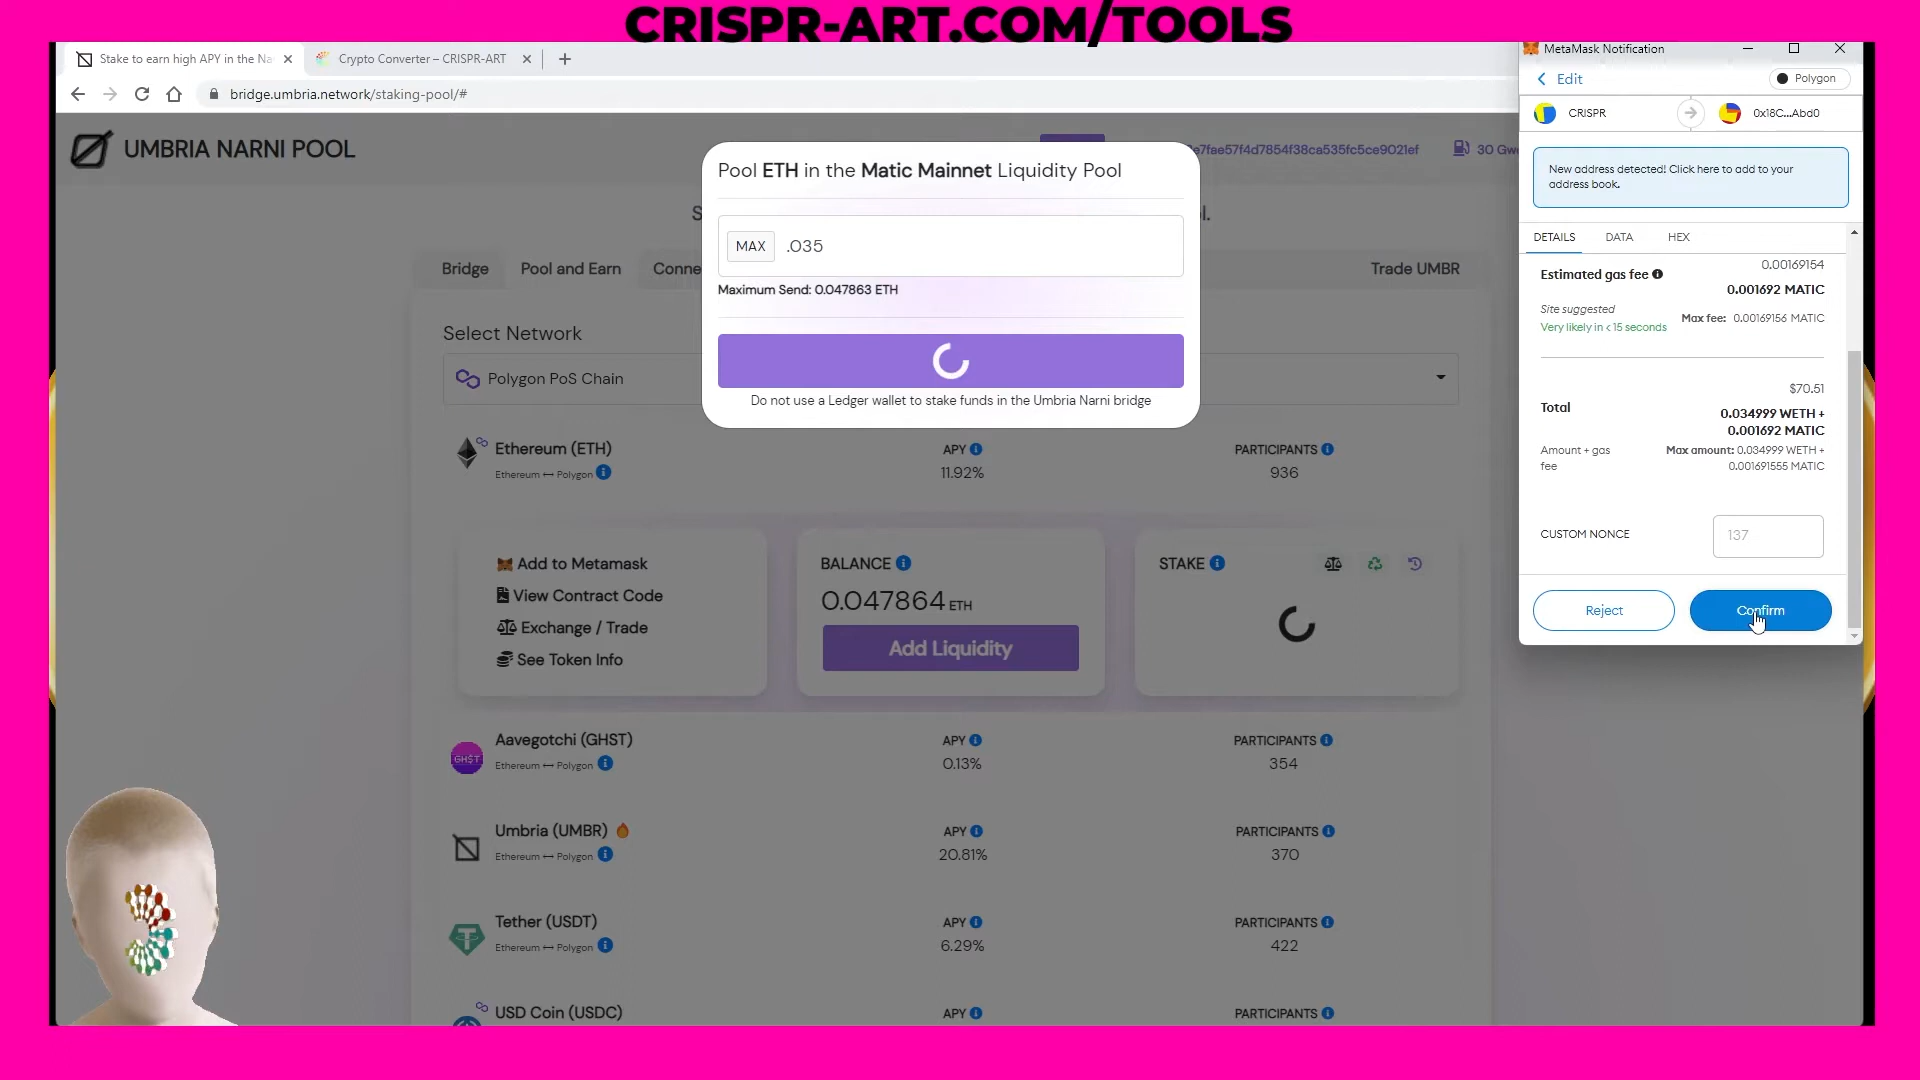 CRISPR-ART.COM/TOOLS
Stake to earn high APY in the Na
Crypto Converter – CRISPR-ART
bridge.umbria.network/staking-pool/#
UMBRIA NARNI POOL
e7fae57f4d7854f38ca535fc5ce9021ef
30 Gwe
Bridge
Pool and Earn
Conne
Trade UMBR
Select Network
Polygon PoS Chain
Pool ETH in the Matic Mainnet Liquidity Pool
MAX .035
Maximum Send: 0.047863 ETH
Do not use a Ledger wallet to stake funds in the Umbria Narni bridge
Ethereum (ETH)
Ethereum ↔ Polygon
APY
11.92%
PARTICIPANTS
936
Add to Metamask
View Contract Code
Exchange / Trade
See Token Info
BALANCE
0.047864 ETH
Add Liquidity
STAKE
Aavegotchi (GHST)
Ethereum ↔ Polygon
GHST
APY
0.13%
PARTICIPANTS
354
Umbria (UMBR)
Ethereum ↔ Polygon
APY
20.81%
PARTICIPANTS
370
Tether (USDT)
Ethereum ↔ Polygon
APY
6.29%
PARTICIPANTS
422
USD Coin (USDC)
APY
PARTICIPANTS
MetaMask Notification
Edit
Polygon
CRISPR
0x18C...Abd0
New address detected! Click here to add to your
address book.
DETAILS
DATA
HEX
0.00169154
Estimated gas fee
0.001692 MATIC
Site suggested
Very likely in < 15 seconds
Max fee: 0.00169156 MATIC
$70.51
Total
0.034999 WETH +
0.001692 MATIC
Amount + gas
fee
Max amount: 0.034999 WETH +
0.001691555 MATIC
CUSTOM NONCE
137
Reject
Confirm